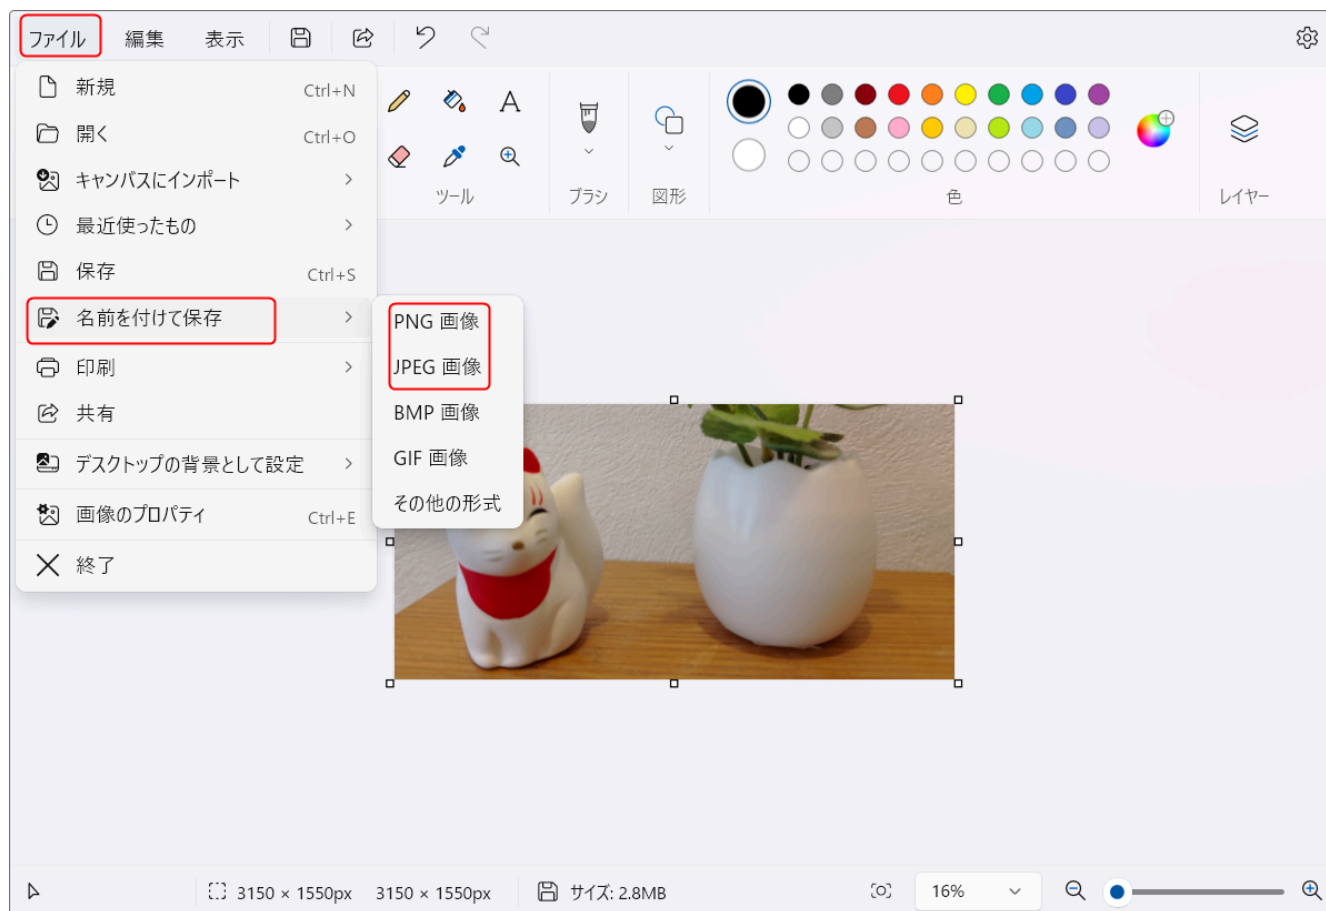 ファイル 編集 表示
新規 Ctrl+N
開く Ctrl+O
キャンバスにインポート
最近使ったもの
保存 Ctrl+S
名前を付けて保存
印刷
共有
デスクトップの背景として設定
画像のプロパティ Ctrl+E
終了
PNG 画像
JPEG 画像
BMP 画像
GIF 画像
その他の形式
ツール
ブラシ
図形
色
レイヤー
3150 × 1550px 3150 × 1550px サイズ: 2.8MB 16%